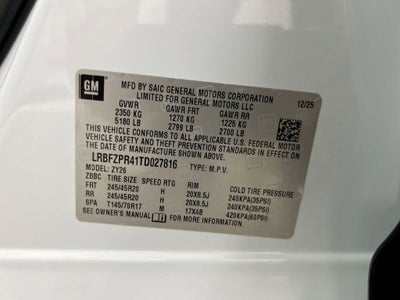 GM
MFD BY SAIC GENERAL MOTORS CORPORATION
LIMITED FOR GENERAL MOTORS LLC
12/25
GVWR GAWR FRT GAWR RR
2350 KG 1270 KG 1225 KG
5180 LB 2799 LB 2700 LB
THIS VEHICLE CONFORMS TO ALL APPLICABLE U.S. FEDERAL
MOTOR VEHICLE SAFETY, BUMPER, AND THEFT PREVENTION
STANDARDS IN EFFECT ON THE DATE OF MANUFACTURE SHOWN ABOVE.
LRBFZPR41TD027816 TYPE: M.P.V.
MODEL: ZY26
ZBBC TIRE SIZE SPEED RTG RIM COLD TIRE PRESSURE
FRT 245/45R20 H 20X8.5J 240KPA(35PSI)
RR 245/45R20 H 20X8.5J 240KPA(35PSI)
SPA T145/70R17 M 17X4B 420KPA(60PSI)
SEE OWNER'S MANUAL FOR MORE INFORMATION